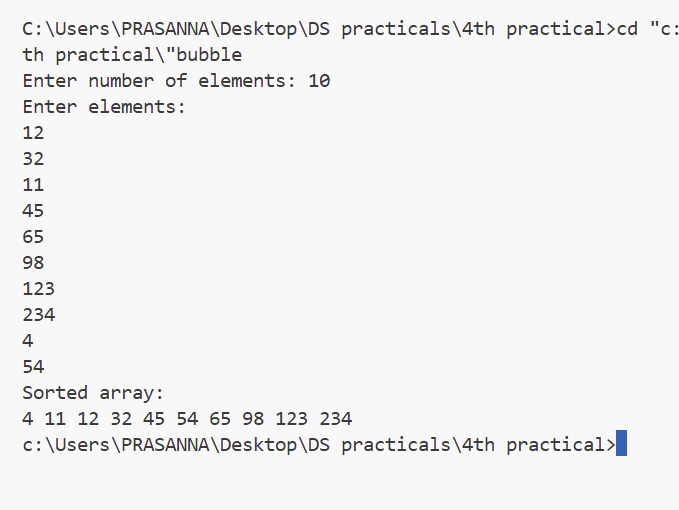 C:\Users\PRASANNA\Desktop\DS practicals\4th practical>cd "c:
th practical\"bubble
Enter number of elements: 10
Enter elements:
12
32
11
45
65
98
123
234
4
54
Sorted array:
4 11 12 32 45 54 65 98 123 234
c:\Users\PRASANNA\Desktop\DS practicals\4th practical>